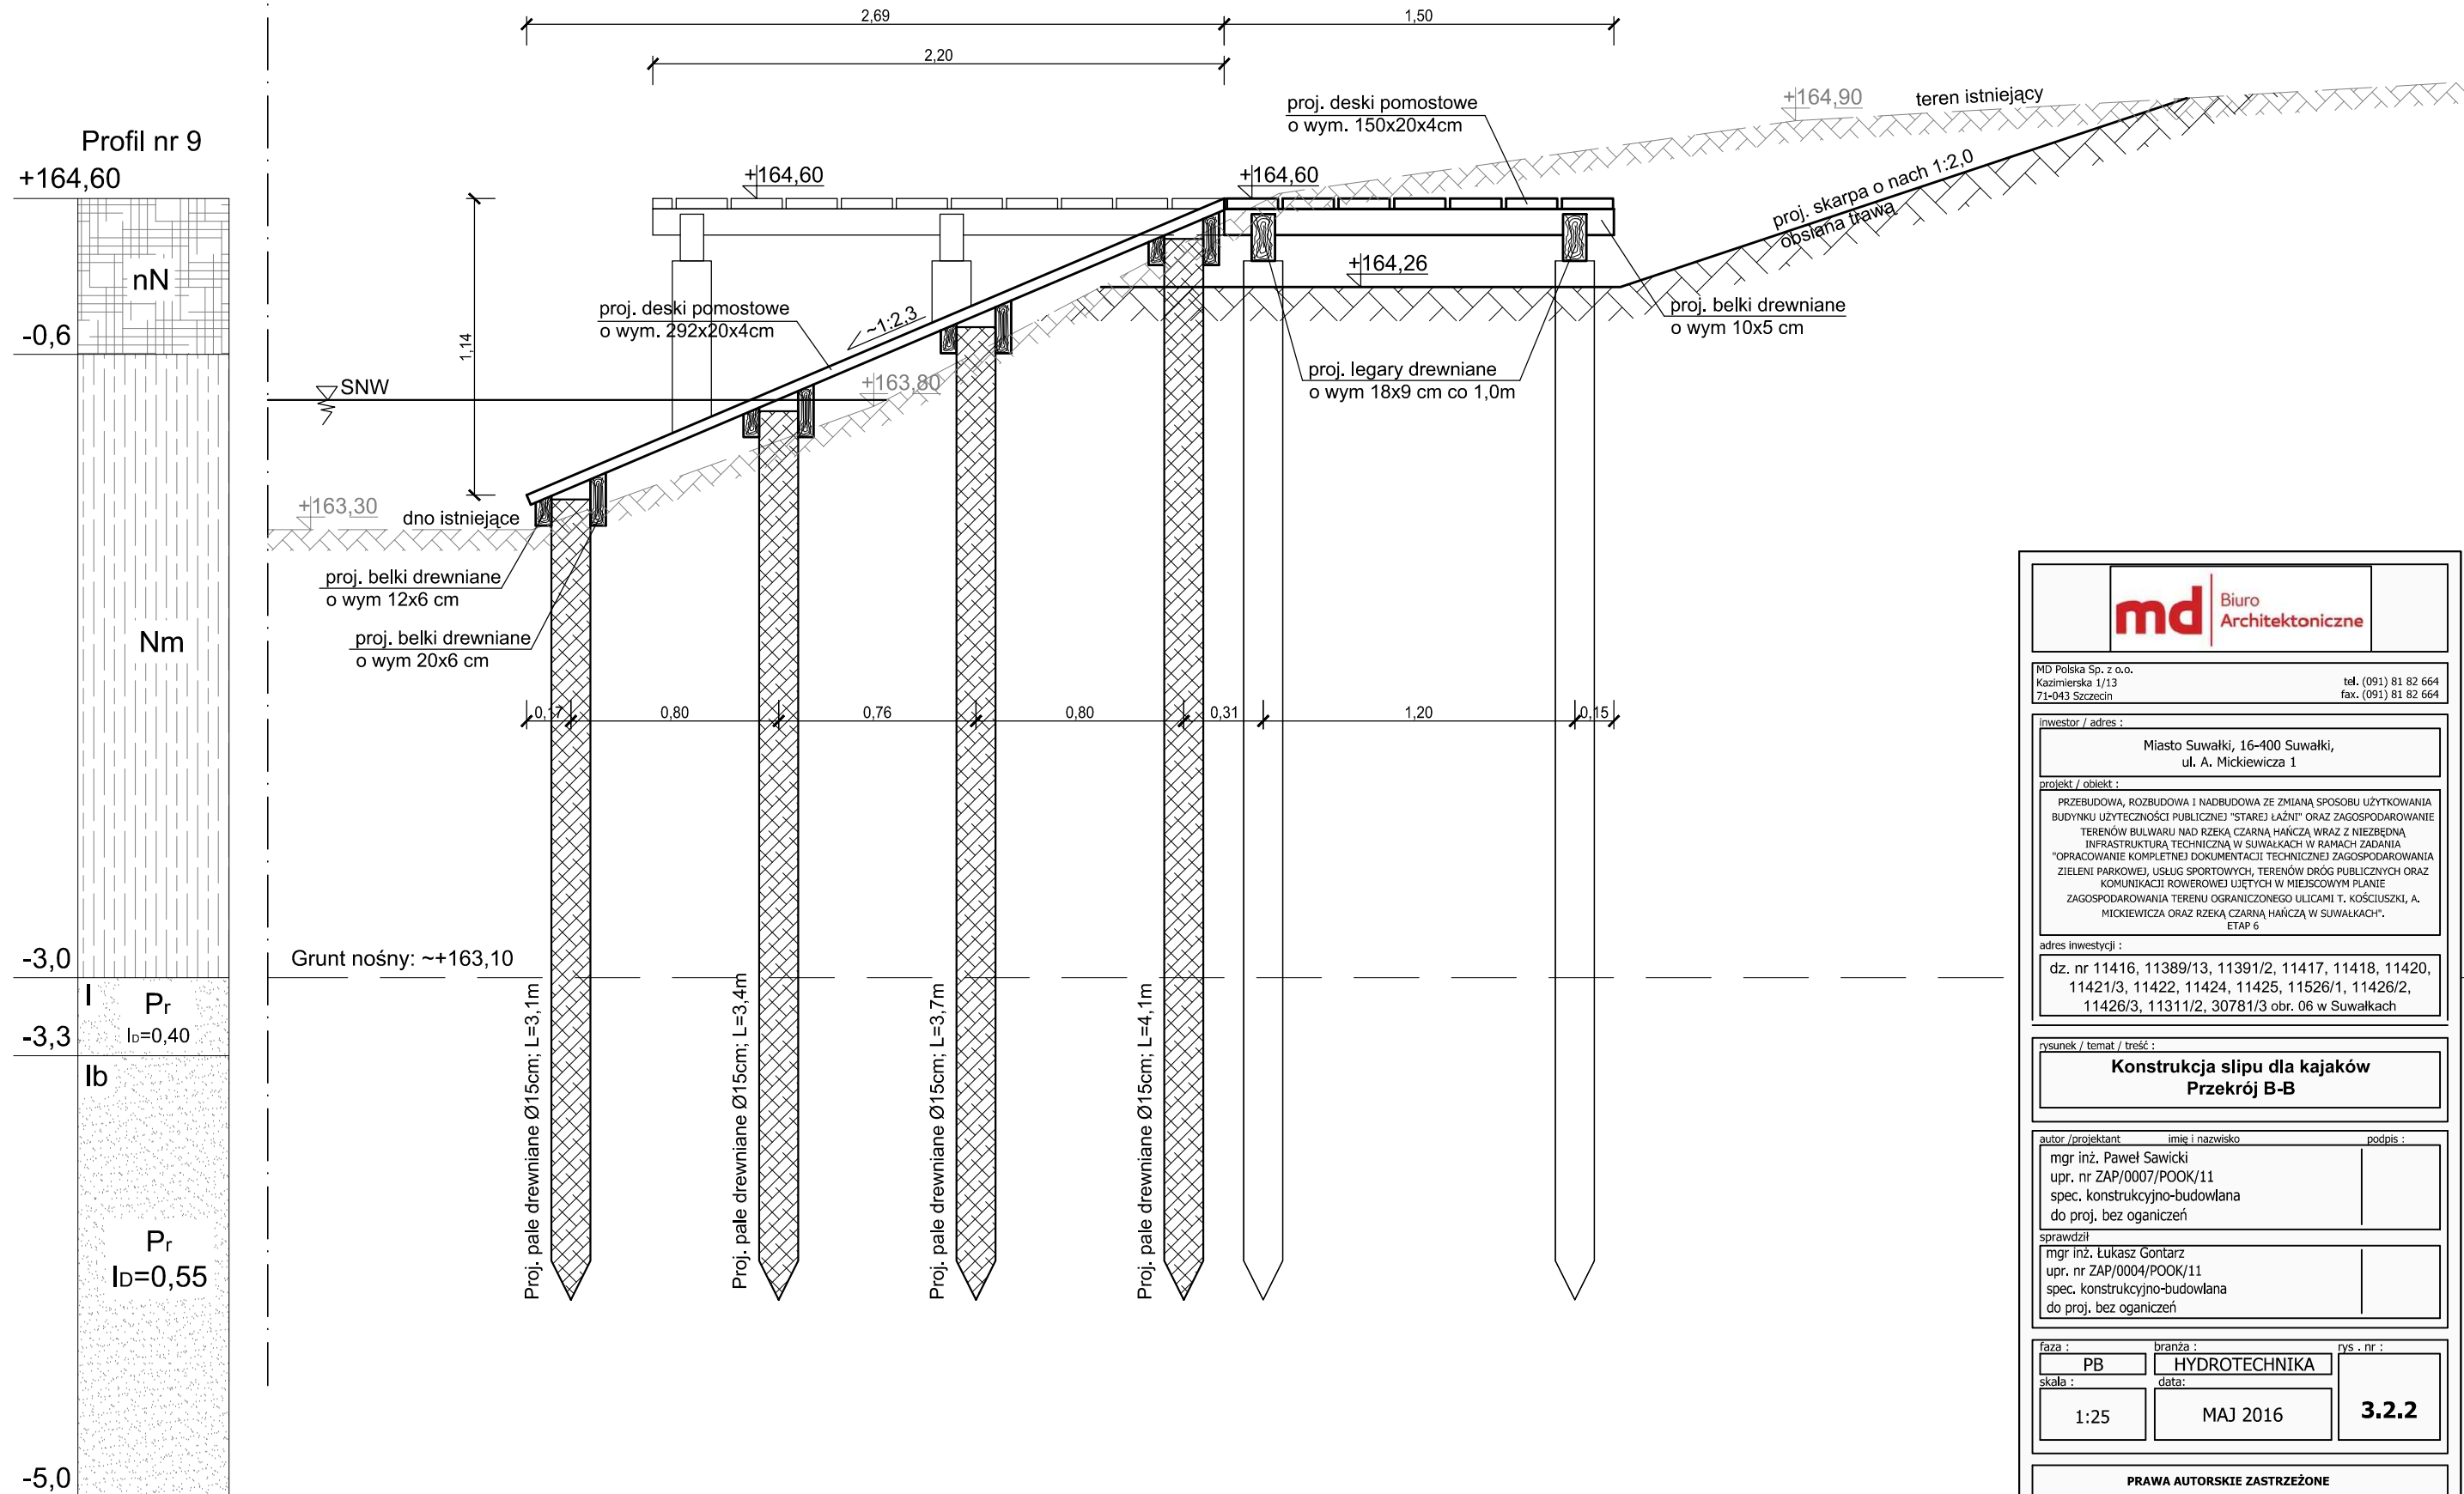 2,69
1,50
2,20
Profil nr 9
+164,60
nN
-0,6
Nm
-3,0
I
Pr
ID=0,40
-3,3
Ib
Pr
ID=0,55
-5,0
1,14
SNW
+163,30
dno istniejące
+164,60
proj. deski pomostowe
o wym. 292x20x4cm
~1:2,3
+163,80
+164,60
proj. deski pomostowe
o wym. 150x20x4cm
+164,90
teren istniejący
proj. skarpa o nach 1:2,0
obsiana trawą
+164,26
proj. belki drewniane
o wym 10x5 cm
proj. legary drewniane
o wym 18x9 cm co 1,0m
proj. belki drewniane
o wym 12x6 cm
proj. belki drewniane
o wym 20x6 cm
0,17
0,80
0,76
0,80
0,31
1,20
0,15
Grunt nośny: ~+163,10
Proj. pale drewniane Ø15cm; L=3,1m
Proj. pale drewniane Ø15cm; L=3,4m
Proj. pale drewniane Ø15cm; L=3,7m
Proj. pale drewniane Ø15cm; L=4,1m
md Biuro
Architektoniczne
MD Polska Sp. z o.o.
Kazimierska 1/13
71-043 Szczecin
tel. (091) 81 82 664
fax. (091) 81 82 664
inwestor / adres :
Miasto Suwałki, 16-400 Suwałki,
ul. A. Mickiewicza 1
projekt / obiekt :
PRZEBUDOWA, ROZBUDOWA I NADBUDOWA ZE ZMIANĄ SPOSOBU UŻYTKOWANIA
BUDYNKU UŻYTECZNOŚCI PUBLICZNEJ "STAREJ ŁAŹNI" ORAZ ZAGOSPODAROWANIE
TERENÓW BULWARU NAD RZEKĄ CZARNĄ HAŃCZĄ WRAZ Z NIEZBĘDNĄ
INFRASTRUKTURĄ TECHNICZNĄ W SUWAŁKACH W RAMACH ZADANIA
"OPRACOWANIE KOMPLETNEJ DOKUMENTACJI TECHNICZNEJ ZAGOSPODAROWANIA
ZIELENI PARKOWEJ, USŁUG SPORTOWYCH, TERENÓW DRÓG PUBLICZNYCH ORAZ
KOMUNIKACJI ROWEROWEJ UJĘTYCH W MIEJSCOWYM PLANIE
ZAGOSPODAROWANIA TERENU OGRANICZONEGO ULICAMI T. KOŚCIUSZKI, A.
MICKIEWICZA ORAZ RZEKĄ CZARNĄ HAŃCZĄ W SUWAŁKACH".
ETAP 6
adres inwestycji :
dz. nr 11416, 11389/13, 11391/2, 11417, 11418, 11420,
11421/3, 11422, 11424, 11425, 11526/1, 11426/2,
11426/3, 11311/2, 30781/3 obr. 06 w Suwałkach
rysunek / temat / treść :
Konstrukcja slipu dla kajaków
Przekrój B-B
autor /projektant imię i nazwisko podpis :
mgr inż. Paweł Sawicki
upr. nr ZAP/0007/POOK/11
spec. konstrukcyjno-budowlana
do proj. bez oganiczeń
sprawdził
mgr inż. Łukasz Gontarz
upr. nr ZAP/0004/POOK/11
spec. konstrukcyjno-budowlana
do proj. bez oganiczeń
faza : branża : rys . nr :
PB HYDROTECHNIKA
skala : data:
1:25 MAJ 2016 3.2.2
PRAWA AUTORSKIE ZASTRZEŻONE